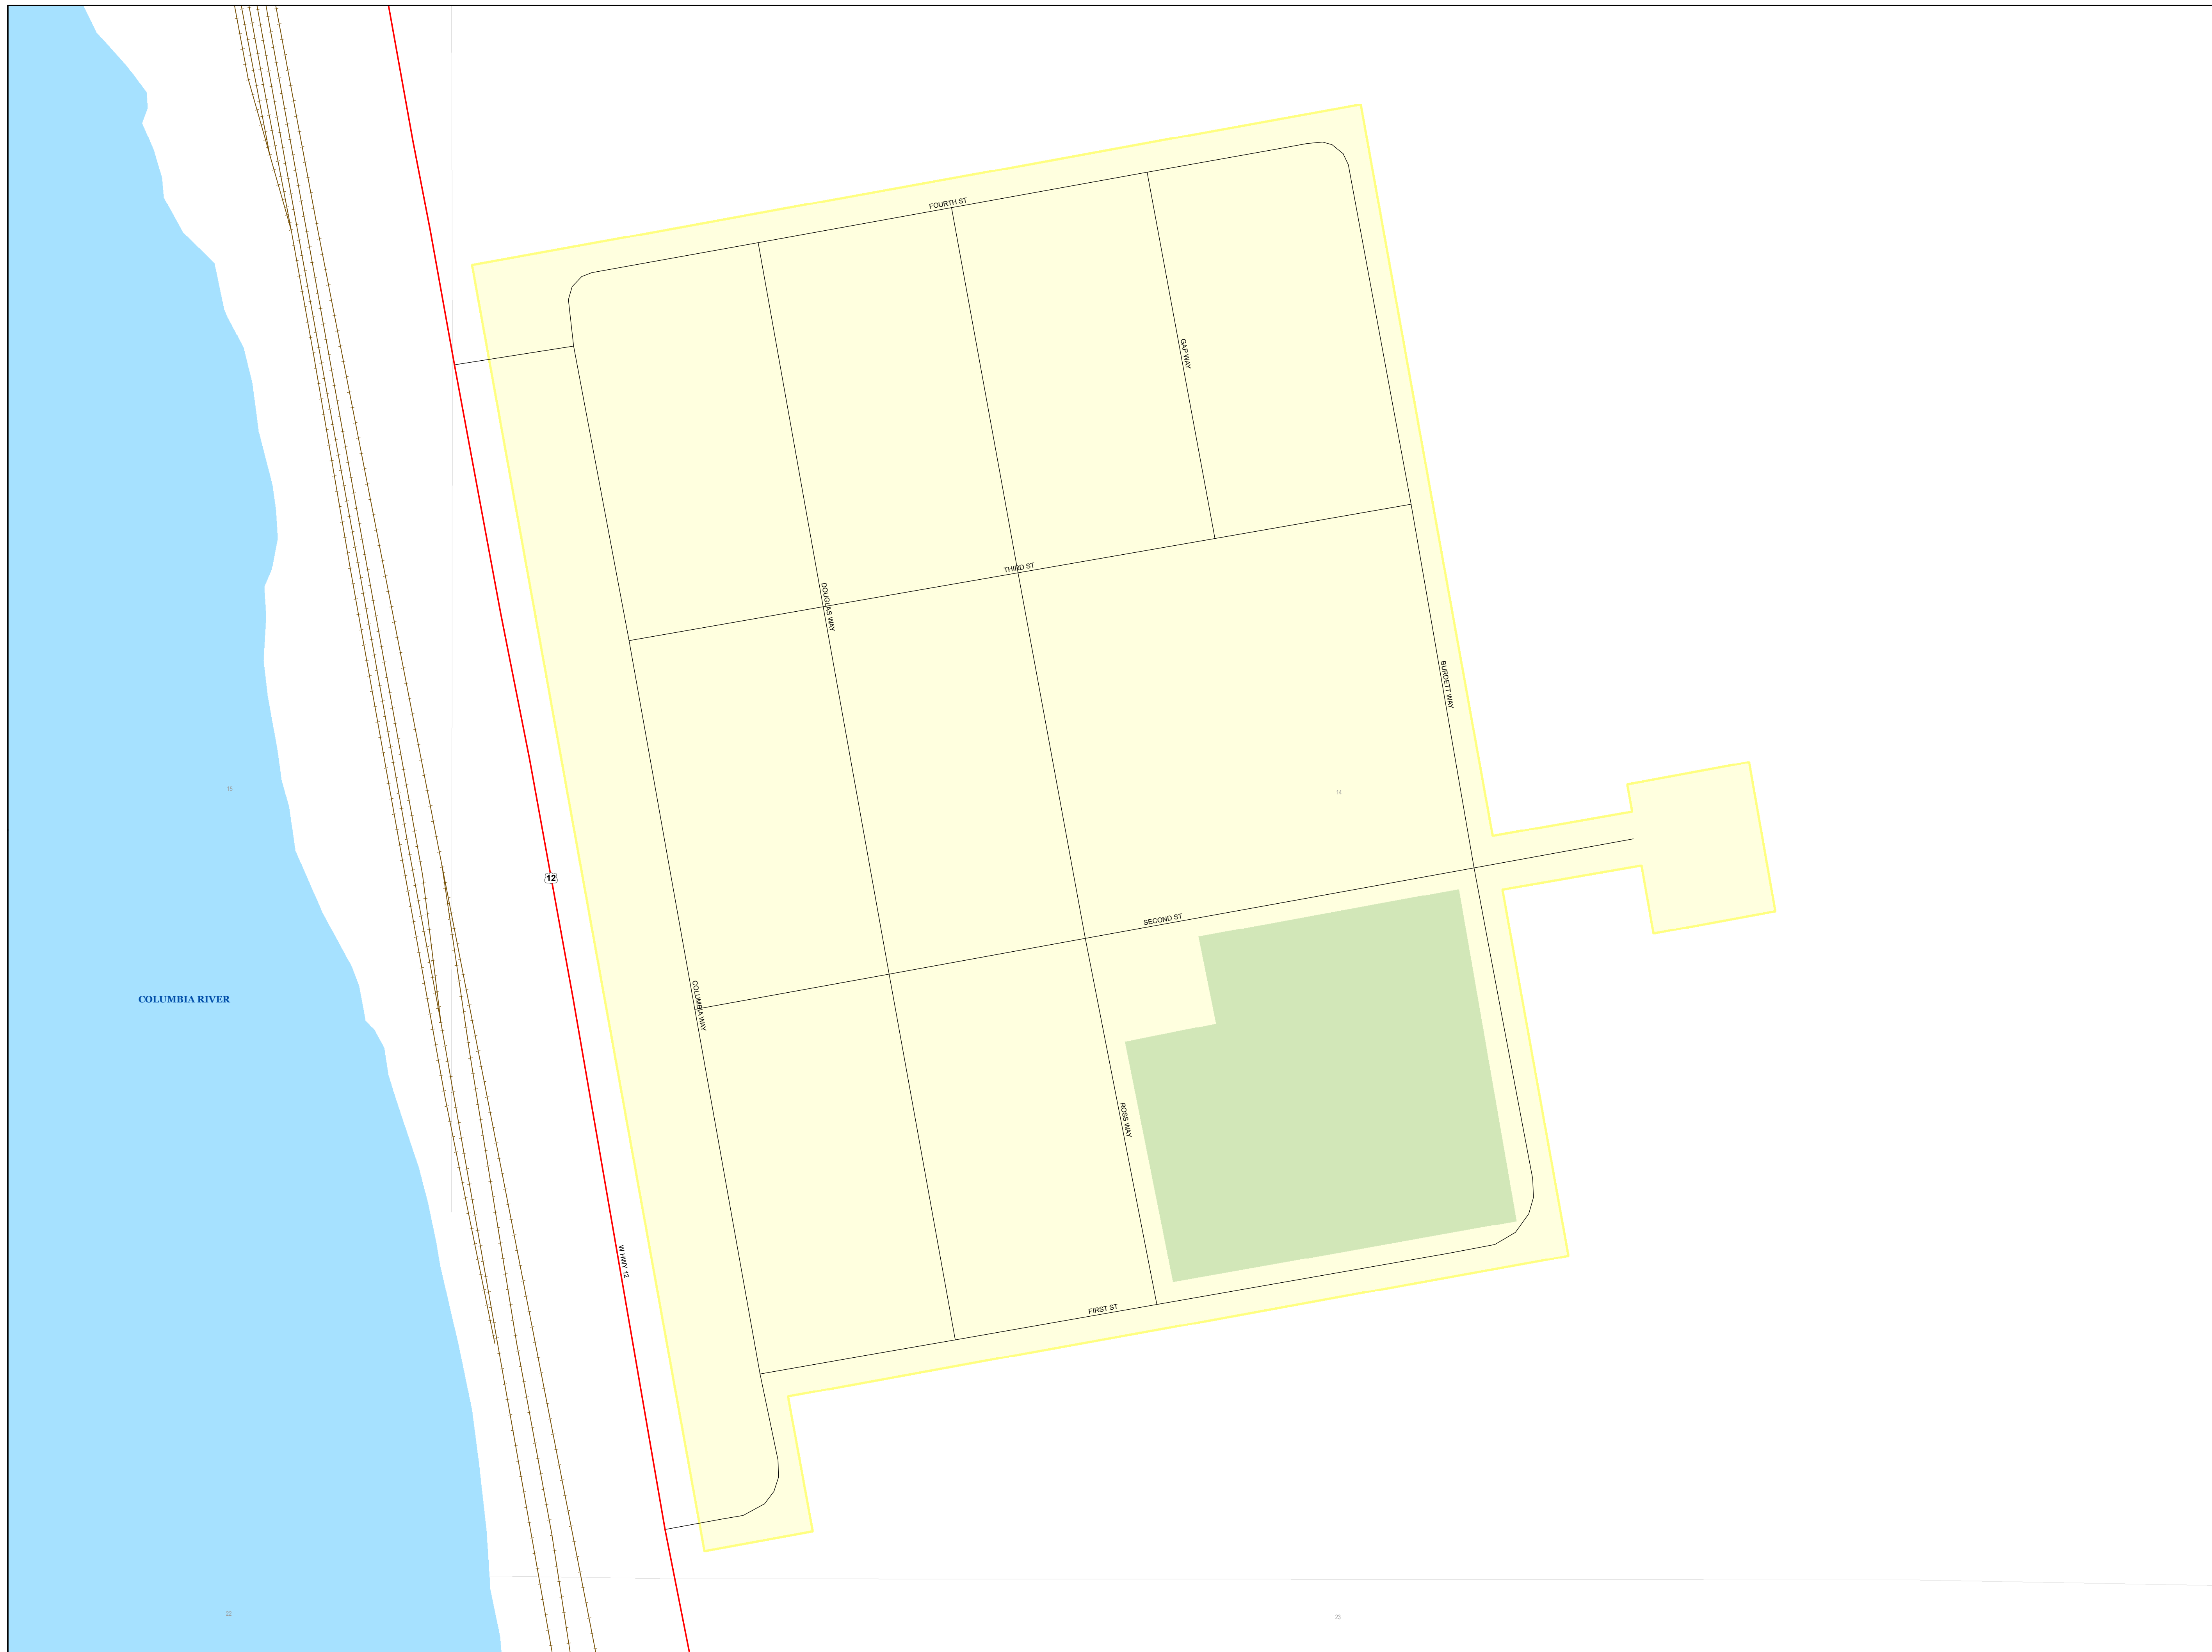 FOURTH ST
GAP WAY
THIRD ST
DOUGLAS WAY
BURDETT WAY
15
14
12
SECOND ST
COLUMBIA WAY
COLUMBIA RIVER
ROSS WAY
W HWY 12
FIRST ST
22
23